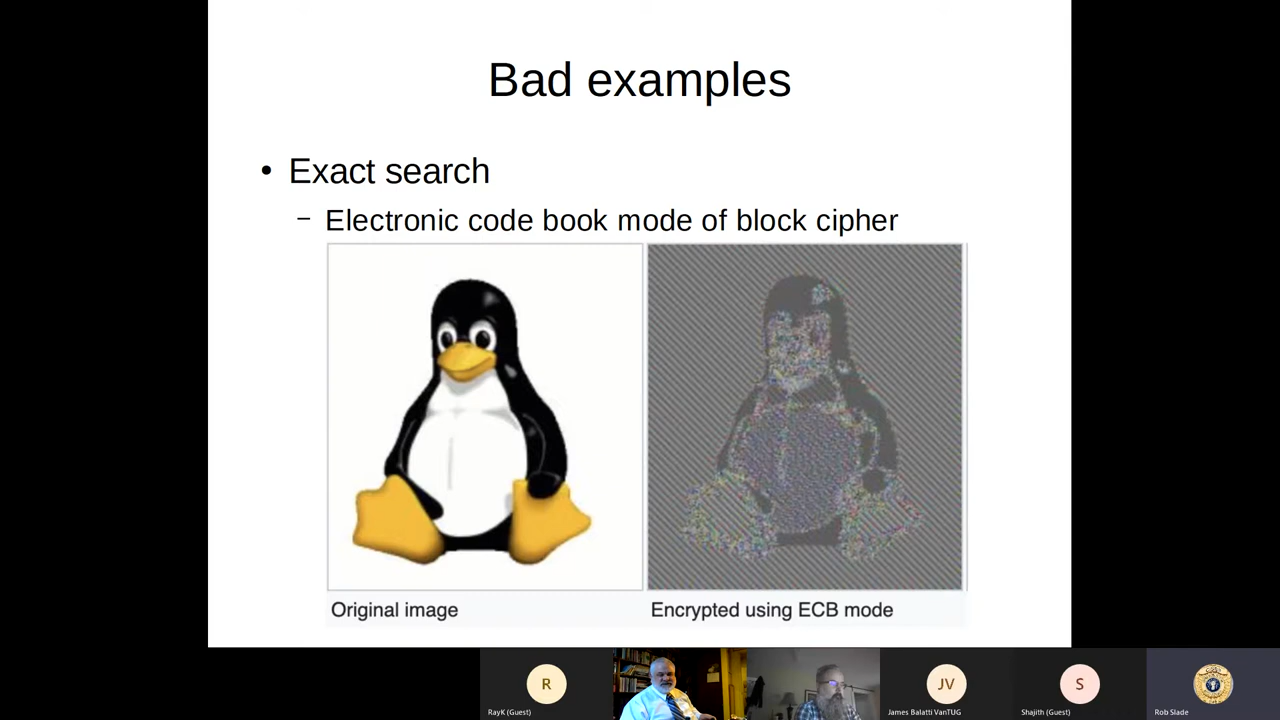 Bad examples
• Exact search
– Electronic code book mode of block cipher
Original image
Encrypted using ECB mode
R
JV
S
RayK (Guest)
James Balatti VanTUG
Shajith (Guest)
Rob Slade